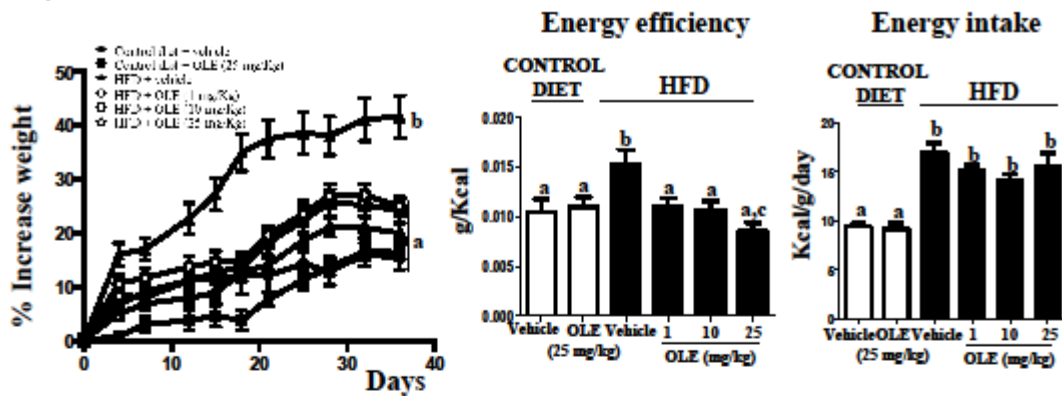 Control diet + vehicle
Control diet + OLE (25 mg/Kg)
HFD + vehicle
HFD + OLE (1 mg/Kg)
HFD + OLE (10 mg/Kg)
HFD + OLE (25 mg/Kg)
% Increase weight
50
40
30
20
10
0
0 10 20 30 40
Days
b
a
Energy efficiency
CONTROL DIET
HFD
g/Kcal
0.020
0.015
0.010
0.005
0.000
a a b a a a,c
Vehicle OLE Vehicle 1 10 25
(25 mg/kg) OLE (mg/kg)
Energy intake
CONTROL DIET
HFD
Kcal/g/day
20
15
10
5
0
a a b b b b
Vehicle OLE Vehicle 1 10 25
(25 mg/kg) OLE (mg/kg)